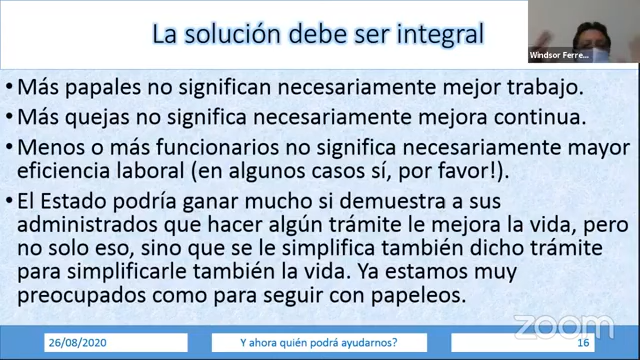 La solución debe ser integral
Windsor Ferre...
• Más papales no significan necesariamente mejor trabajo.
• Más quejas no significa necesariamente mejora continua.
• Menos o más funcionarios no significa necesariamente mayor
eficiencia laboral (en algunos casos sí, por favor!).
• El Estado podría ganar mucho si demuestra a sus
administrados que hacer algún trámite le mejora la vida, pero
no solo eso, sino que se le simplifica también dicho trámite
para simplificarle también la vida. Ya estamos muy
preocupados como para seguir con papeleos.
26/08/2020
Y ahora quién podrá ayudarnos?
16
zoom